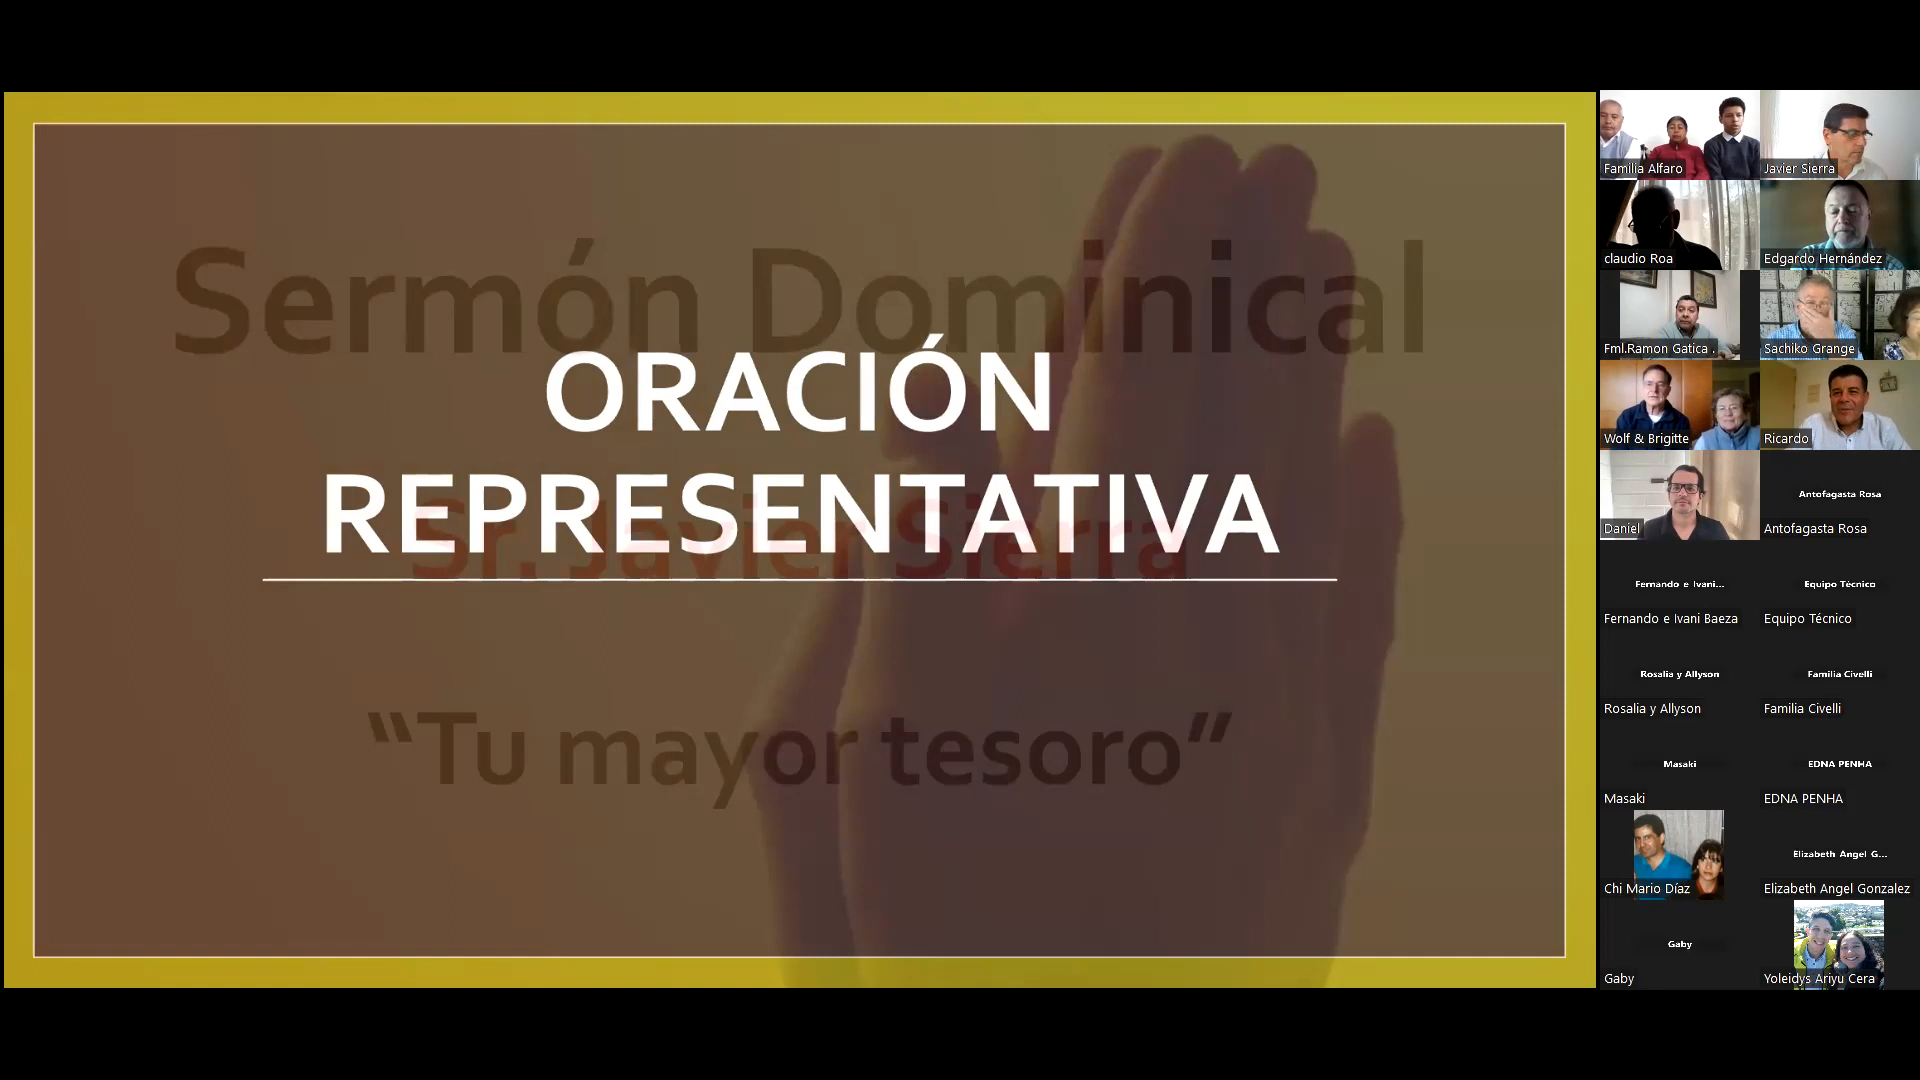 Sermón Dominical
ORACIÓN
REPRESENTATIVA
Sr. Javier Sierra
“Tu mayor tesoro”
Familia Alfaro
Javier Sierra
claudio Roa
Edgardo Hernández
Fml.Ramon Gatica .
Sachiko Grange
Wolf & Brigitte
Ricardo
Daniel
Antofagasta Rosa
Antofagasta Rosa
Fernando e Ivani...
Equipo Técnico
Fernando e Ivani Baeza
Equipo Técnico
Rosalia y Allyson
Familia Civelli
Rosalia y Allyson
Familia Civelli
Masaki
EDNA PENHA
Masaki
EDNA PENHA
Elizabeth Angel G...
Chi Mario Díaz
Elizabeth Angel Gonzalez
Gaby
Gaby
Yoleidys Ariyu Cera